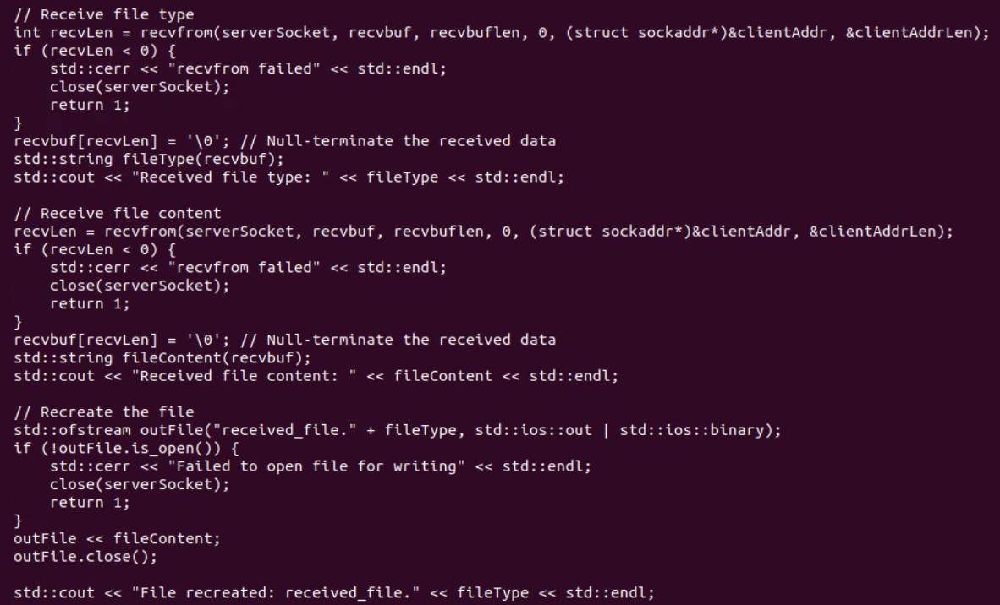 // Receive file type
int recvLen = recvfrom(serverSocket, recvbuf, recvbuflen, 0, (struct sockaddr*)&clientAddr, &clientAddrLen);
if (recvLen < 0) {
    std::cerr << "recvfrom failed" << std::endl;
    close(serverSocket);
    return 1;
}
recvbuf[recvLen] = '\0'; // Null-terminate the received data
std::string fileType(recvbuf);
std::cout << "Received file type: " << fileType << std::endl;

// Receive file content
recvLen = recvfrom(serverSocket, recvbuf, recvbuflen, 0, (struct sockaddr*)&clientAddr, &clientAddrLen);
if (recvLen < 0) {
    std::cerr << "recvfrom failed" << std::endl;
    close(serverSocket);
    return 1;
}
recvbuf[recvLen] = '\0'; // Null-terminate the received data
std::string fileContent(recvbuf);
std::cout << "Received file content: " << fileContent << std::endl;

// Recreate the file
std::ofstream outFile("received_file." + fileType, std::ios::out | std::ios::binary);
if (!outFile.is_open()) {
    std::cerr << "Failed to open file for writing" << std::endl;
    close(serverSocket);
    return 1;
}
outFile << fileContent;
outFile.close();

std::cout << "File recreated: received_file." << fileType << std::endl;